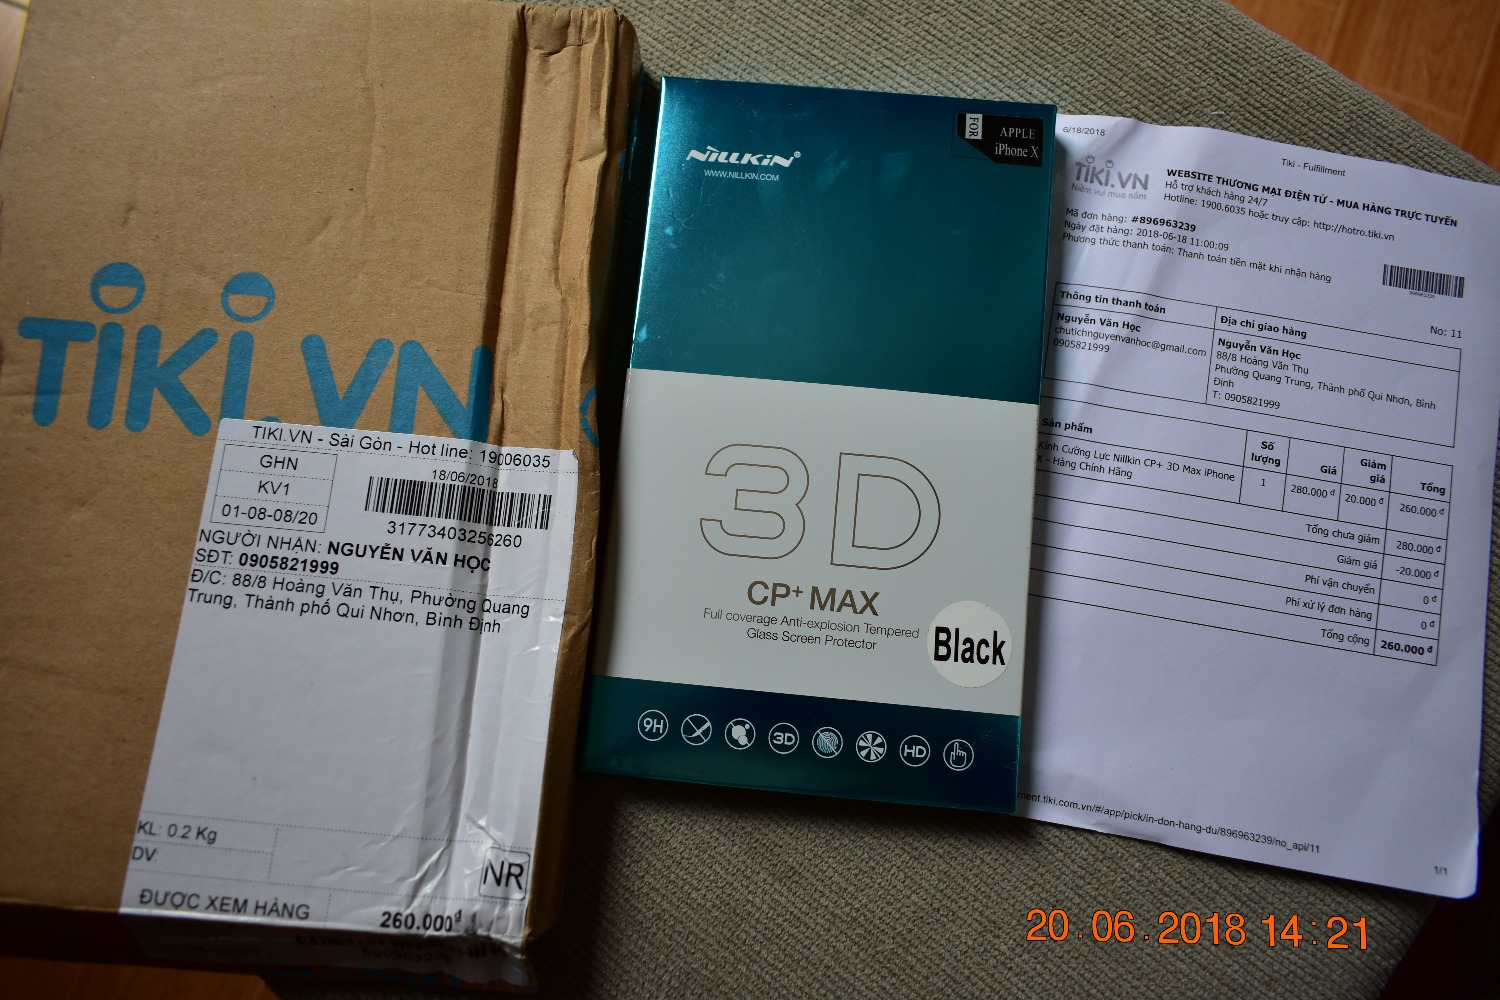 TIKI.VN
TIKI.VN - Sài Gòn - Hot line: 19006035
GHN
KV1
01-08-08/20
18/06/2018
31773403256260
NGƯỜI NHẬN: NGUYỄN VĂN HỌC
SĐT: 0905821999
Đ/C: 88/8 Hoàng Văn Thụ, Phường Quang
Trung, Thành phố Qui Nhơn, Bình Định
KL: 0.2 Kg
DV:
NR
ĐƯỢC XEM HÀNG
260.000đ
NILLKIN®
WWW.NILLKIN.COM
FOR
APPLE
iPhone X
3D
CP+ MAX
Full coverage Anti-explosion Tempered
Glass Screen Protector
Black
9H
3D
HD
6/18/2018
Tiki - Fulfillment
TIKI.VN
Niềm vui mua sắm
WEBSITE THƯƠNG MẠI ĐIỆN TỬ - MUA HÀNG TRỰC TUYẾN
Hỗ trợ khách hàng 24/7
Hotline: 1900.6035 hoặc truy cập: http://hotro.tiki.vn
Mã đơn hàng: #896963239
Ngày đặt hàng: 2018-06-18 11:00:09
Phương thức thanh toán: Thanh toán tiền mặt khi nhận hàng
896963239
No: 11
Thông tin thanh toán
Địa chỉ giao hàng
Nguyễn Văn Học
chutichnguyenvanhoc@gmail.com
0905821999
Nguyễn Văn Học
88/8 Hoàng Văn Thụ
Phường Quang Trung, Thành phố Qui Nhơn, Bình
Định
T: 0905821999
Sản phẩm
Số lượng
Giá
Giảm giá
Tổng
Kính Cường Lực Nillkin CP+ 3D Max iPhone
X - Hàng Chính Hãng
1
280.000 đ
20.000 đ
260.000 đ
Tổng chưa giảm
280.000 đ
Giảm giá
-20.000 đ
Phí vận chuyển
0 đ
Phí xử lý đơn hàng
0 đ
Tổng cộng
260.000 đ
ment.tiki.com.vn/#/app/pick/in-don-hang-du/896963239/no_api/11
1/1
20.06.2018 14:21